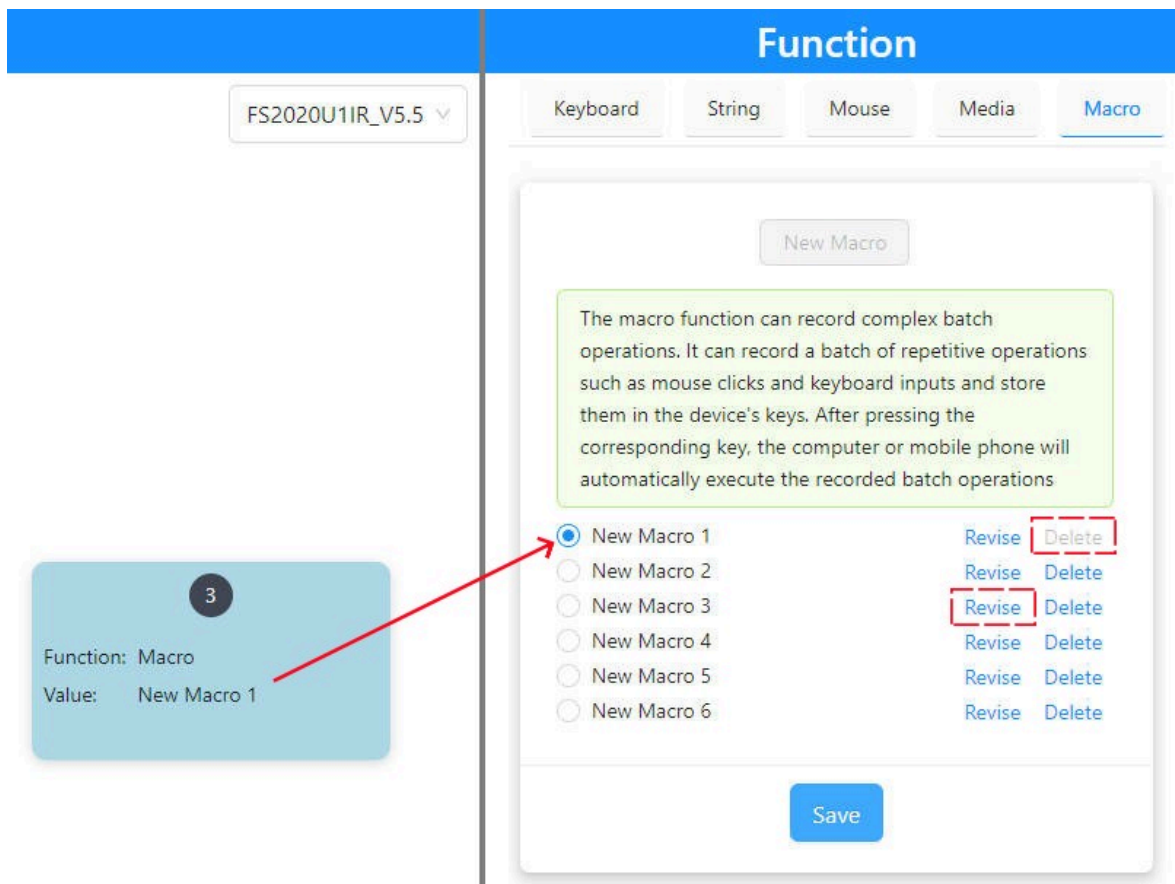 Function
FS2020U1IR_V5.5
Keyboard String Mouse Media Macro
New Macro
The macro function can record complex batch
operations. It can record a batch of repetitive operations
such as mouse clicks and keyboard inputs and store
them in the device's keys. After pressing the
corresponding key, the computer or mobile phone will
automatically execute the recorded batch operations
New Macro 1 Revise Delete
New Macro 2 Revise Delete
New Macro 3 Revise Delete
New Macro 4 Revise Delete
New Macro 5 Revise Delete
New Macro 6 Revise Delete
3
Function: Macro
Value: New Macro 1
Save